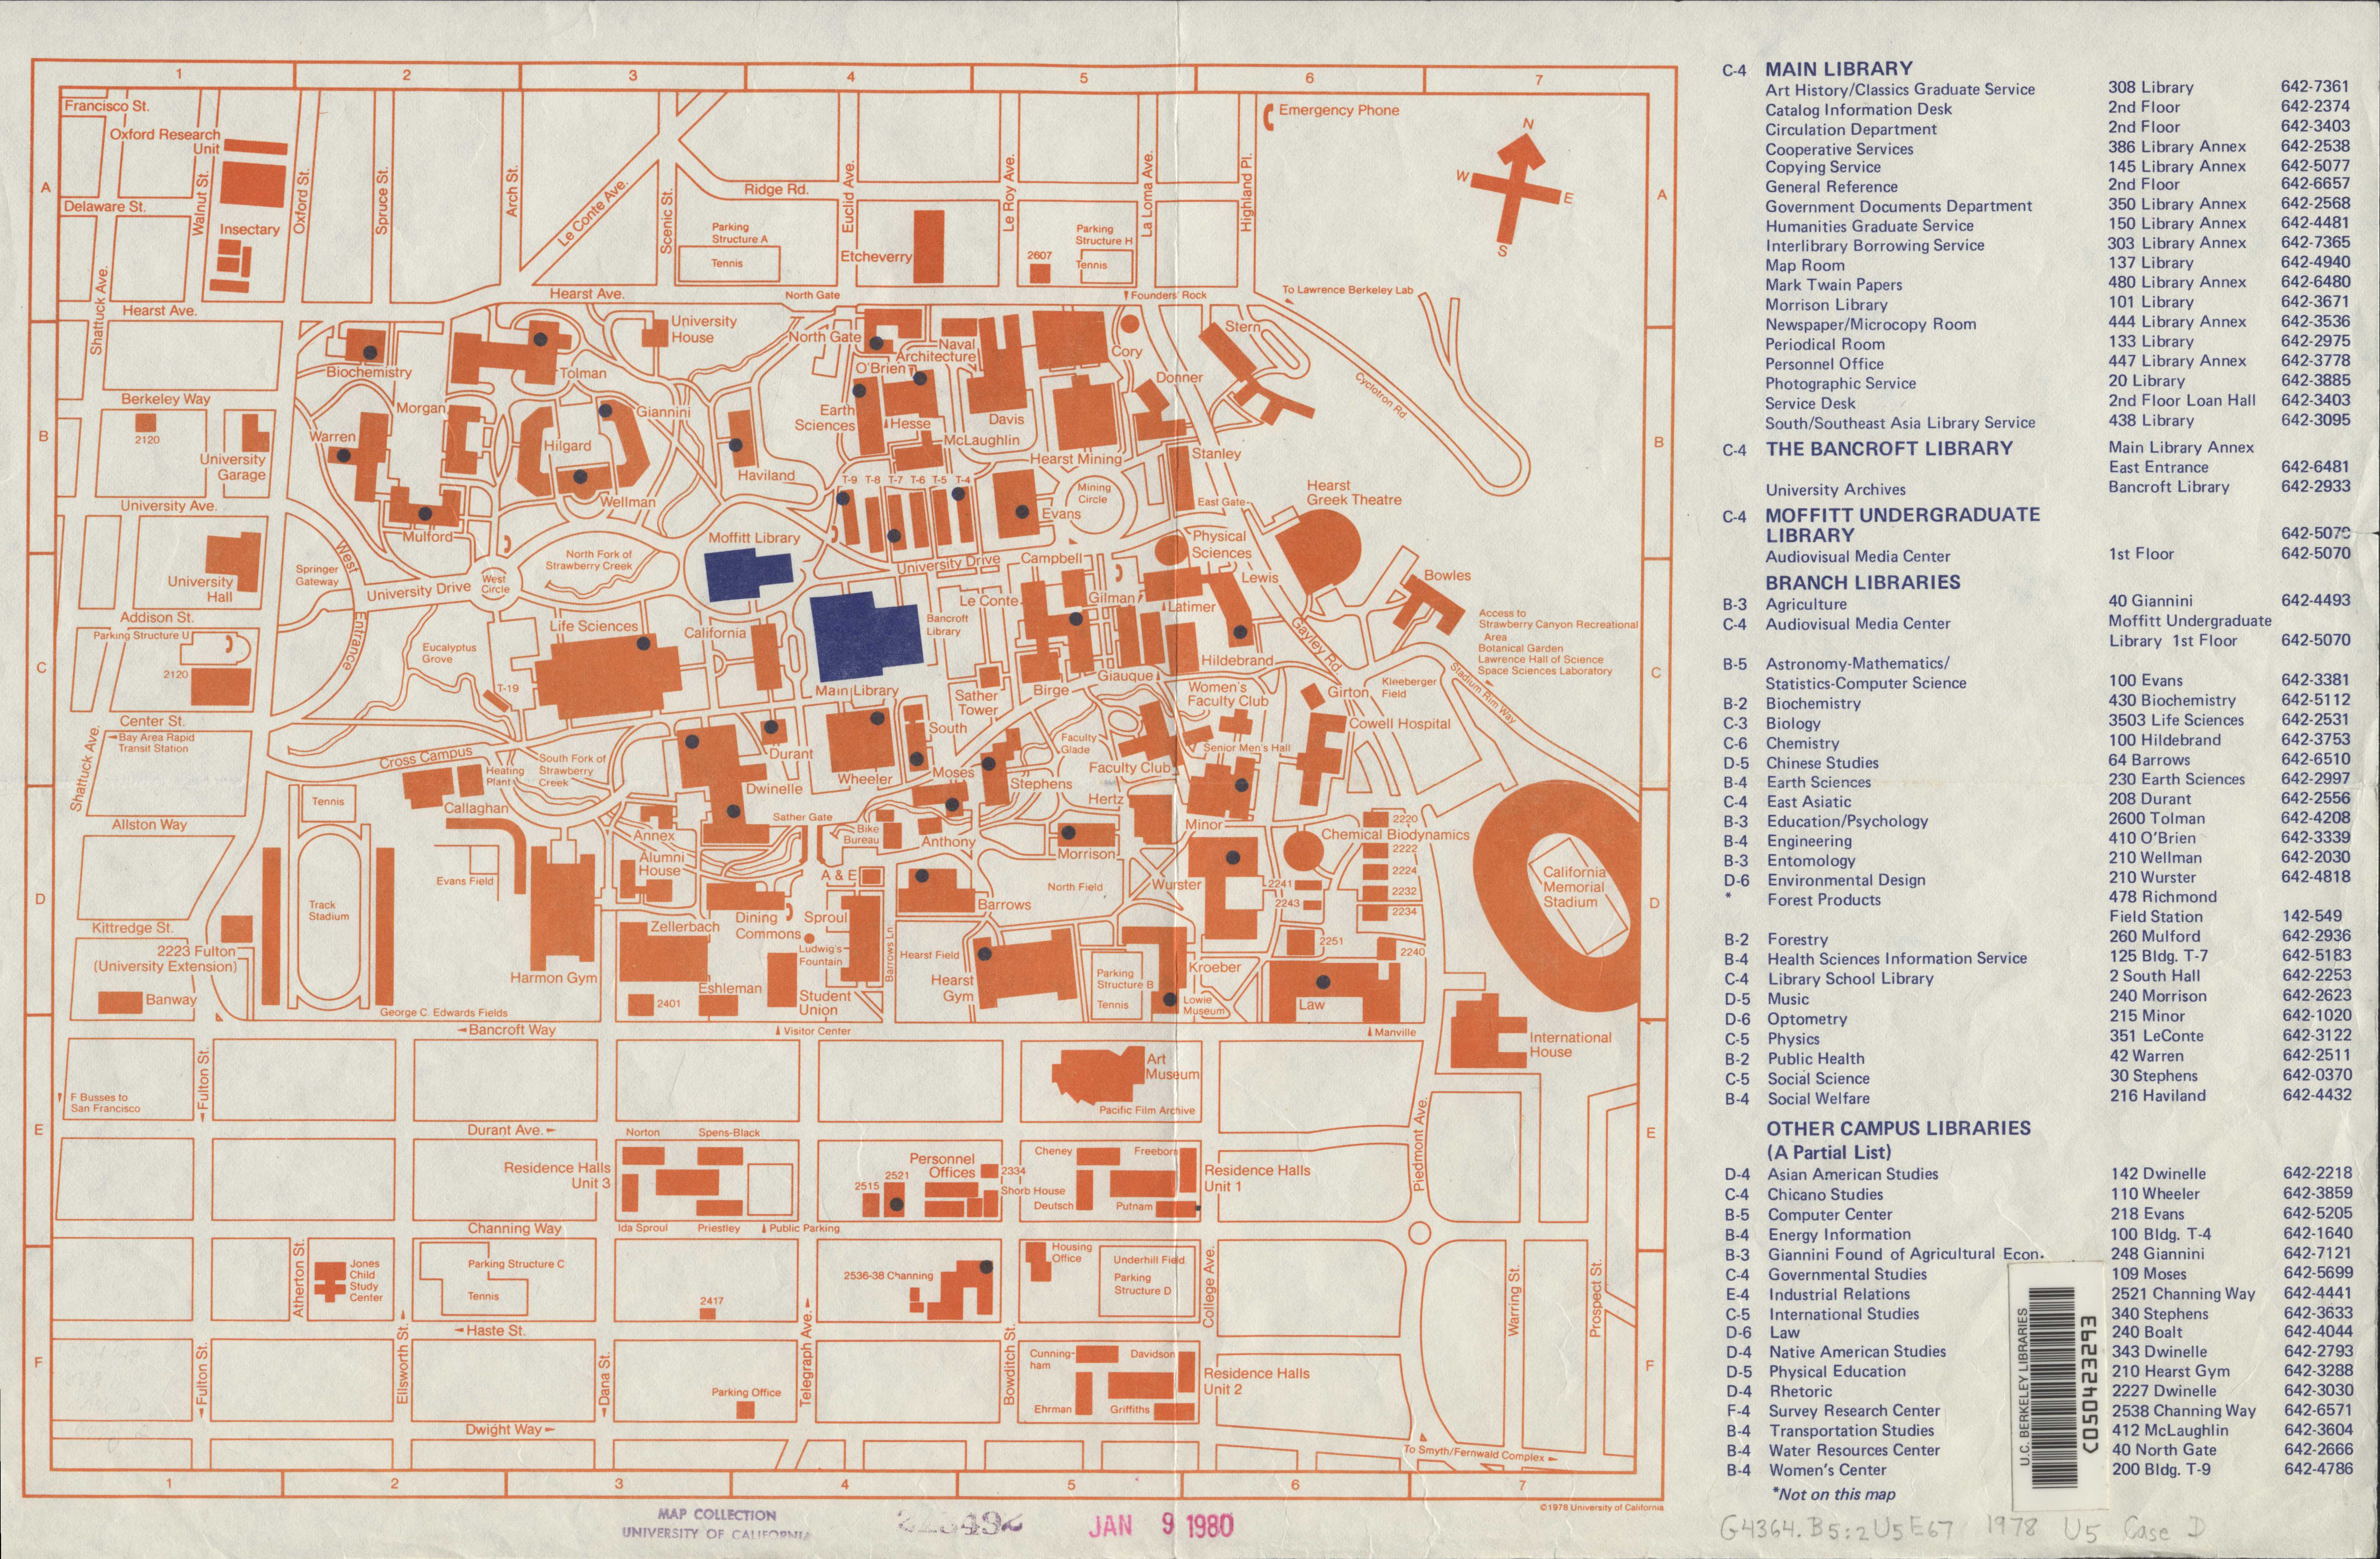 1 2 3 4 5 6 7
Francisco St.
Oxford Research
Unit
Walnut St.
Oxford St.
Spruce St.
Arch St.
Le Conte Ave.
Scenic St.
Ridge Rd.
Euclid Ave.
Le Roy Ave.
La Loma Ave.
Highland Pl.
Emergency Phone
N
W
E
S
A
A
Delaware St.
Insectary
Parking
Structure A
Tennis
Etcheverry
2607
Parking
Structure H
Tennis
Shattuck Ave.
Hearst Ave.
Hearst Ave.
North Gate
Founders' Rock
To Lawrence Berkeley Lab
University
House
North Gate
Naval
Architecture
O'Brien
Cory
Stern
Donner
Cyclotron Rd
Biochemistry
Tolman
Berkeley Way
2120
Morgan
Giannini
Earth
Sciences
Hesse
Davis
McLaughlin
B
B
Warren
Hilgard
University
Garage
Haviland
Hearst Mining
Stanley
T-9 T-8 T-7 T-6 T-5 T-4
Mining
Circle
East Gate
Hearst
Greek Theatre
University Ave.
Wellman
Evans
Mulford
Moffitt Library
Physical
Sciences
West
Entrance
North Fork of
Strawberry Creek
University Drive
Campbell
University
Hall
Springer
Gateway
University Drive
West
Circle
Lewis
Bowles
Le Conte
Gilman
Latimer
Addison St.
Parking Structure U
Life Sciences
California
Bancroft
Library
Gayley Rd.
Access to
Strawberry Canyon Recreational
Area
Botanical Garden
Lawrence Hall of Science
Space Sciences Laboratory
Stadium Rim Way
Eucalyptus
Grove
Hildebrand
C
C
2120
T-19
Main Library
Sather
Tower
Birge
Giauque
Women's
Faculty Club
Girton
Kleeberger
Field
Center St.
Bay Area Rapid
Transit Station
Shattuck Ave.
Cross Campus
Heating
Plant
South Fork of
Strawberry
Creek
Durant
South
Wheeler
Moses
Stephens
Faculty
Glade
Faculty Club
Senior Men's Hall
Cowell Hospital
Dwinelle
Tennis
Callaghan
Hertz
Minor
Allston Way
Annex
Sather Gate
Bike
Bureau
Anthony
Morrison
2220
Chemical Biodynamics
2222
Alumni
House
A & E
2224
Evans Field
North Field
Wurster
2241
2232
2243
2234
D
D
Track
Stadium
California
Memorial
Stadium
Barrows
Dining
Commons
Sproul
Kittredge St.
2223 Fulton
(University Extension)
Zellerbach
Ludwig's
Fountain
Barrows Ln.
Hearst Field
Harmon Gym
Hearst
Gym
Parking
Structure B
Tennis
Kroeber
Lowie
Museum
2251
2240
Law
Banway
2401
Eshleman
Student
Union
George C. Edwards Fields
Bancroft Way
Visitor Center
Manville
International
House
Art
Museum
Pacific Film Archive
F Busses to
San Francisco
Fulton St.
E
E
Durant Ave.
Norton
Spens-Black
Residence Halls
Unit 3
Personnel
Offices
2515
2521
2334
Shorb House
Cheney
Freeborn
Deutsch
Putnam
Residence Halls
Unit 1
Piedmont Ave.
Channing Way
Ida Sproul
Priestley
Public Parking
Atherton St.
Jones
Child
Study
Center
Parking Structure C
Tennis
2417
2536-38 Channing
Housing
Office
Underhill Field
Parking
Structure D
College Ave.
Warring St.
Prospect St.
Haste St.
F
F
Fulton St.
Ellsworth St.
Dana St.
Telegraph Ave.
Bowditch St.
Parking Office
Cunning-
ham
Davidson
Ehrman
Griffiths
Residence Halls
Unit 2
Dwight Way
To Smyth/Fernwald Complex
1 2 3 4 5 6 7
©1978 University of California
MAP COLLECTION
UNIVERSITY OF CALIFORNIA
JAN 9 1980
C-4 MAIN LIBRARY
Art History/Classics Graduate Service 308 Library 642-7361
Catalog Information Desk 2nd Floor 642-2374
Circulation Department 2nd Floor 642-3403
Cooperative Services 386 Library Annex 642-2538
Copying Service 145 Library Annex 642-5077
General Reference 2nd Floor 642-6657
Government Documents Department 350 Library Annex 642-2568
Humanities Graduate Service 150 Library Annex 642-4481
Interlibrary Borrowing Service 303 Library Annex 642-7365
Map Room 137 Library 642-4940
Mark Twain Papers 480 Library Annex 642-6480
Morrison Library 101 Library 642-3671
Newspaper/Microcopy Room 444 Library Annex 642-3536
Periodical Room 133 Library 642-2975
Personnel Office 447 Library Annex 642-3778
Photographic Service 20 Library 642-3885
Service Desk 2nd Floor Loan Hall 642-3403
South/Southeast Asia Library Service 438 Library 642-3095
C-4 THE BANCROFT LIBRARY Main Library Annex
East Entrance 642-6481
University Archives Bancroft Library 642-2933
C-4 MOFFITT UNDERGRADUATE
LIBRARY 642-507
Audiovisual Media Center 1st Floor 642-5070
BRANCH LIBRARIES
B-3 Agriculture 40 Giannini 642-4493
C-4 Audiovisual Media Center Moffitt Undergraduate
Library 1st Floor 642-5070
B-5 Astronomy-Mathematics/
Statistics-Computer Science 100 Evans 642-3381
B-2 Biochemistry 430 Biochemistry 642-5112
C-3 Biology 3503 Life Sciences 642-2531
C-6 Chemistry 100 Hildebrand 642-3753
D-5 Chinese Studies 64 Barrows 642-6510
B-4 Earth Sciences 230 Earth Sciences 642-2997
C-4 East Asiatic 208 Durant 642-2556
B-3 Education/Psychology 2600 Tolman 642-4208
B-4 Engineering 410 O'Brien 642-3339
B-3 Entomology 210 Wellman 642-2030
D-6 Environmental Design 210 Wurster 642-4818
* Forest Products 478 Richmond
Field Station 142-549
B-2 Forestry 260 Mulford 642-2936
B-4 Health Sciences Information Service 125 Bldg. T-7 642-5183
C-4 Library School Library 2 South Hall 642-2253
D-5 Music 240 Morrison 642-2623
D-6 Optometry 215 Minor 642-1020
C-5 Physics 351 LeConte 642-3122
B-2 Public Health 42 Warren 642-2511
C-5 Social Science 30 Stephens 642-0370
B-4 Social Welfare 216 Haviland 642-4432
OTHER CAMPUS LIBRARIES
(A Partial List)
D-4 Asian American Studies 142 Dwinelle 642-2218
C-4 Chicano Studies 110 Wheeler 642-3859
B-5 Computer Center 218 Evans 642-5205
B-4 Energy Information 100 Bldg. T-4 642-1640
B-3 Giannini Found of Agricultural Econ. 248 Giannini 642-7121
C-4 Governmental Studies 109 Moses 642-5699
E-4 Industrial Relations 2521 Channing Way 642-4441
C-5 International Studies 340 Stephens 642-3633
D-6 Law 240 Boalt 642-4044
D-4 Native American Studies 343 Dwinelle 642-2793
D-5 Physical Education 210 Hearst Gym 642-3288
D-4 Rhetoric 2227 Dwinelle 642-3030
F-4 Survey Research Center 2538 Channing Way 642-6571
B-4 Transportation Studies 412 McLaughlin 642-3604
B-4 Water Resources Center 40 North Gate 642-2666
B-4 Women's Center 200 Bldg. T-9 642-4786
*Not on this map
U.C. BERKELEY LIBRARIES
C050423293
G4364.B5:2U5E67 1978 U5 Case D